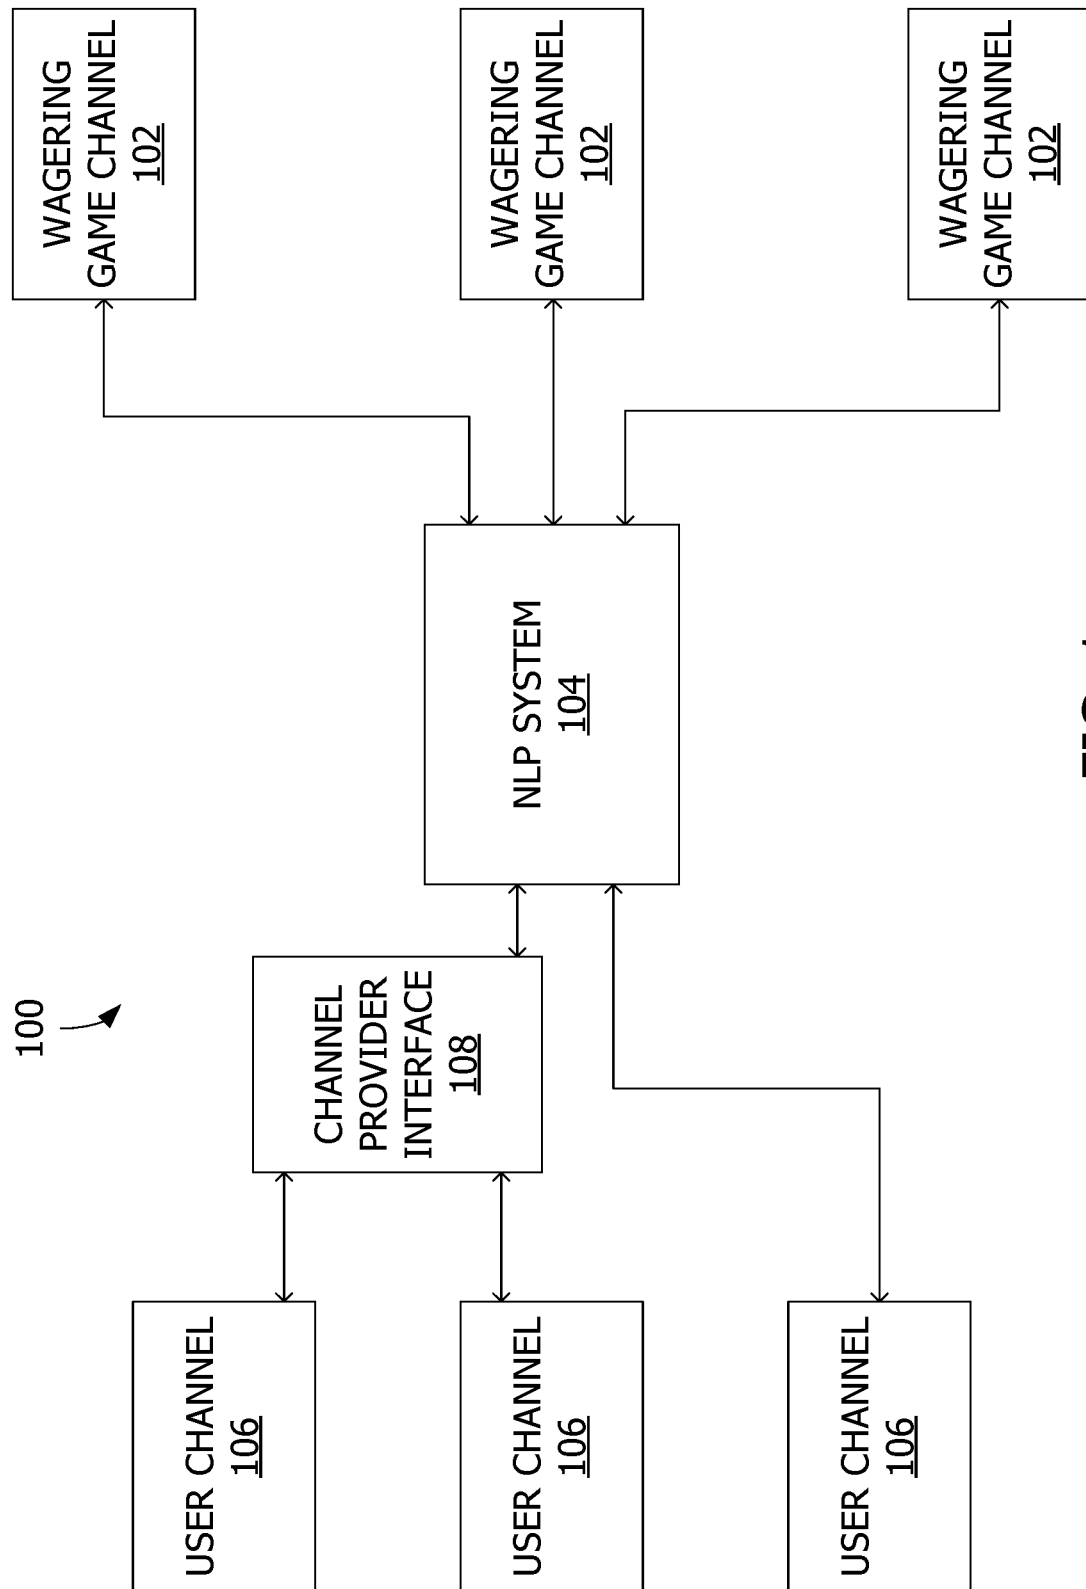 100
WAGERING
GAME CHANNEL
102
USER CHANNEL
106
CHANNEL
PROVIDER
INTERFACE
108
USER CHANNEL
106
NLP SYSTEM
104
WAGERING
GAME CHANNEL
102
USER CHANNEL
106
WAGERING
GAME CHANNEL
102